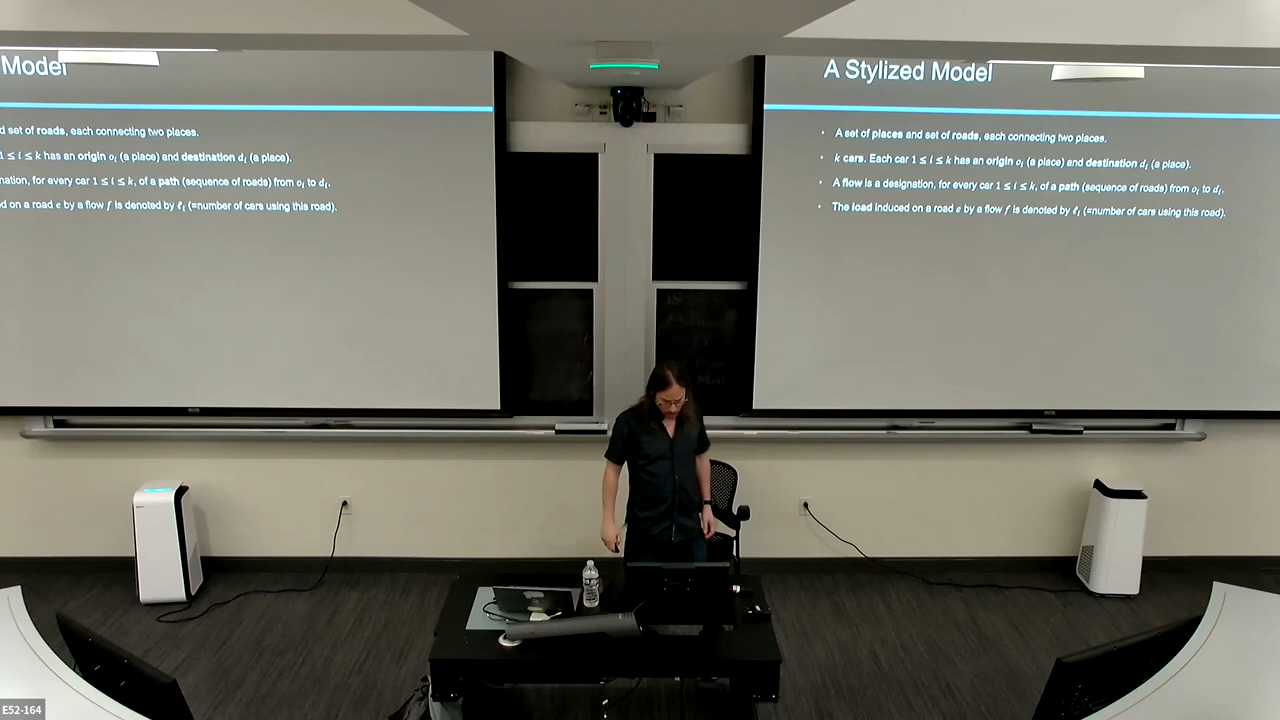 Model
d set of roads, each connecting two places.
1 ≤ i ≤ k has an origin oᵢ (a place) and destination dᵢ (a place).
nation, for every car 1 ≤ i ≤ k, of a path (sequence of roads) from oᵢ to dᵢ.
ed on a road e by a flow f is denoted by ℓᵢ (=number of cars using this road).
A Stylized Model
• A set of places and set of roads, each connecting two places.
• k cars. Each car 1 ≤ i ≤ k has an origin oᵢ (a place) and destination dᵢ (a place).
• A flow is a designation, for every car 1 ≤ i ≤ k, of a path (sequence of roads) from oᵢ to dᵢ.
• The load induced on a road e by a flow f is denoted by ℓᵢ (=number of cars using this road).
E52-164